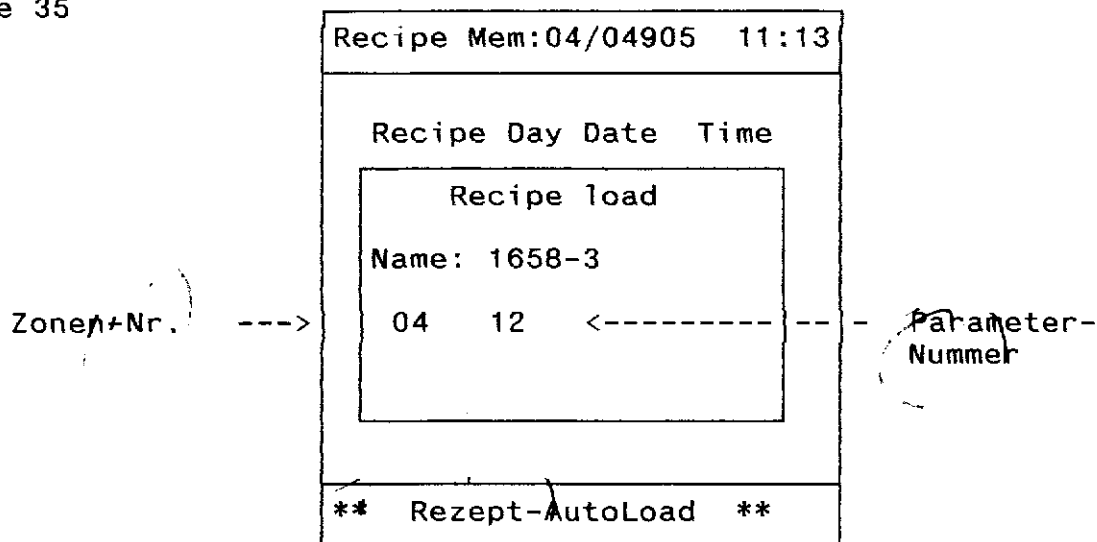 e 35
Recipe Mem:04/04905 11:13
Recipe Day Date Time
Recipe load
Name: 1658-3
Zonen-Nr. ---> 04 12 <----------- -- - Parameter-
Nummer
** Rezept-AutoLoad **